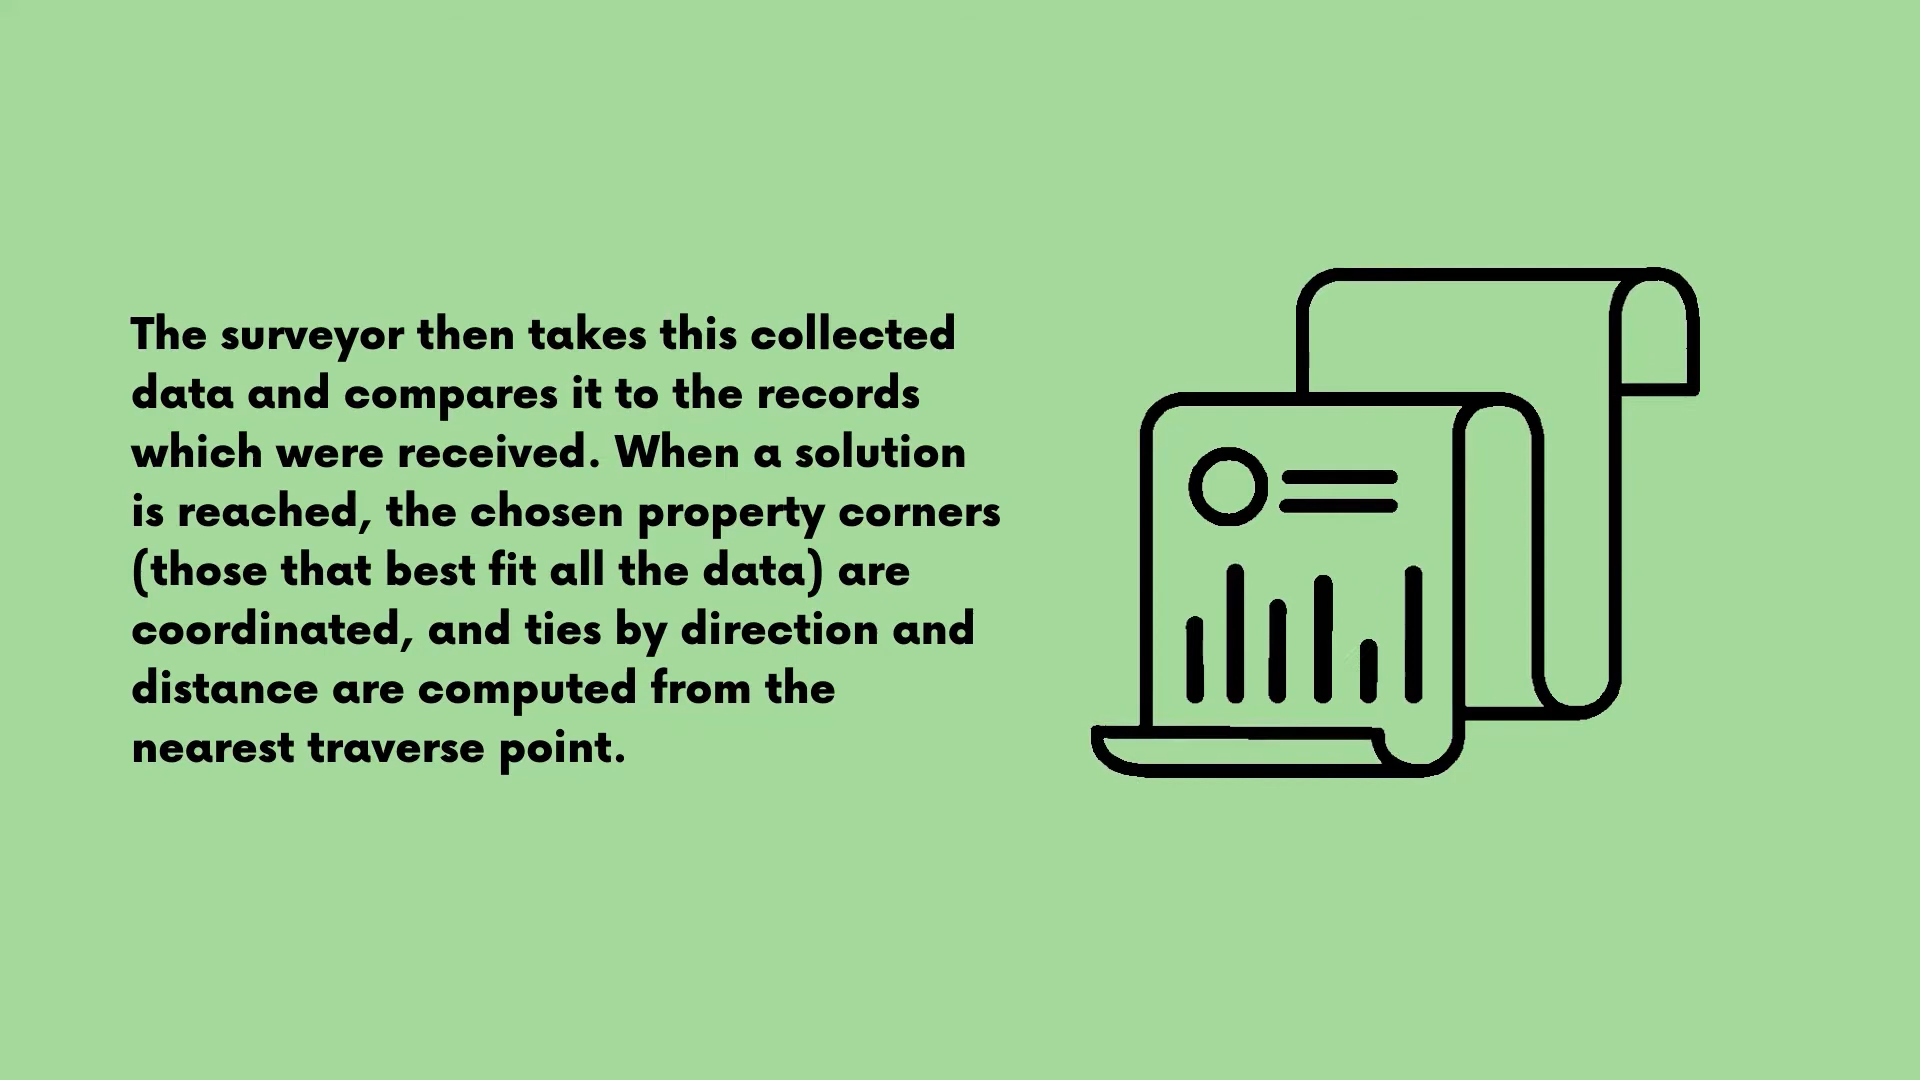 The surveyor then takes this collected
data and compares it to the records
which were received. When a solution
is reached, the chosen property corners
(those that best fit all the data) are
coordinated, and ties by direction and
distance are computed from the
nearest traverse point.